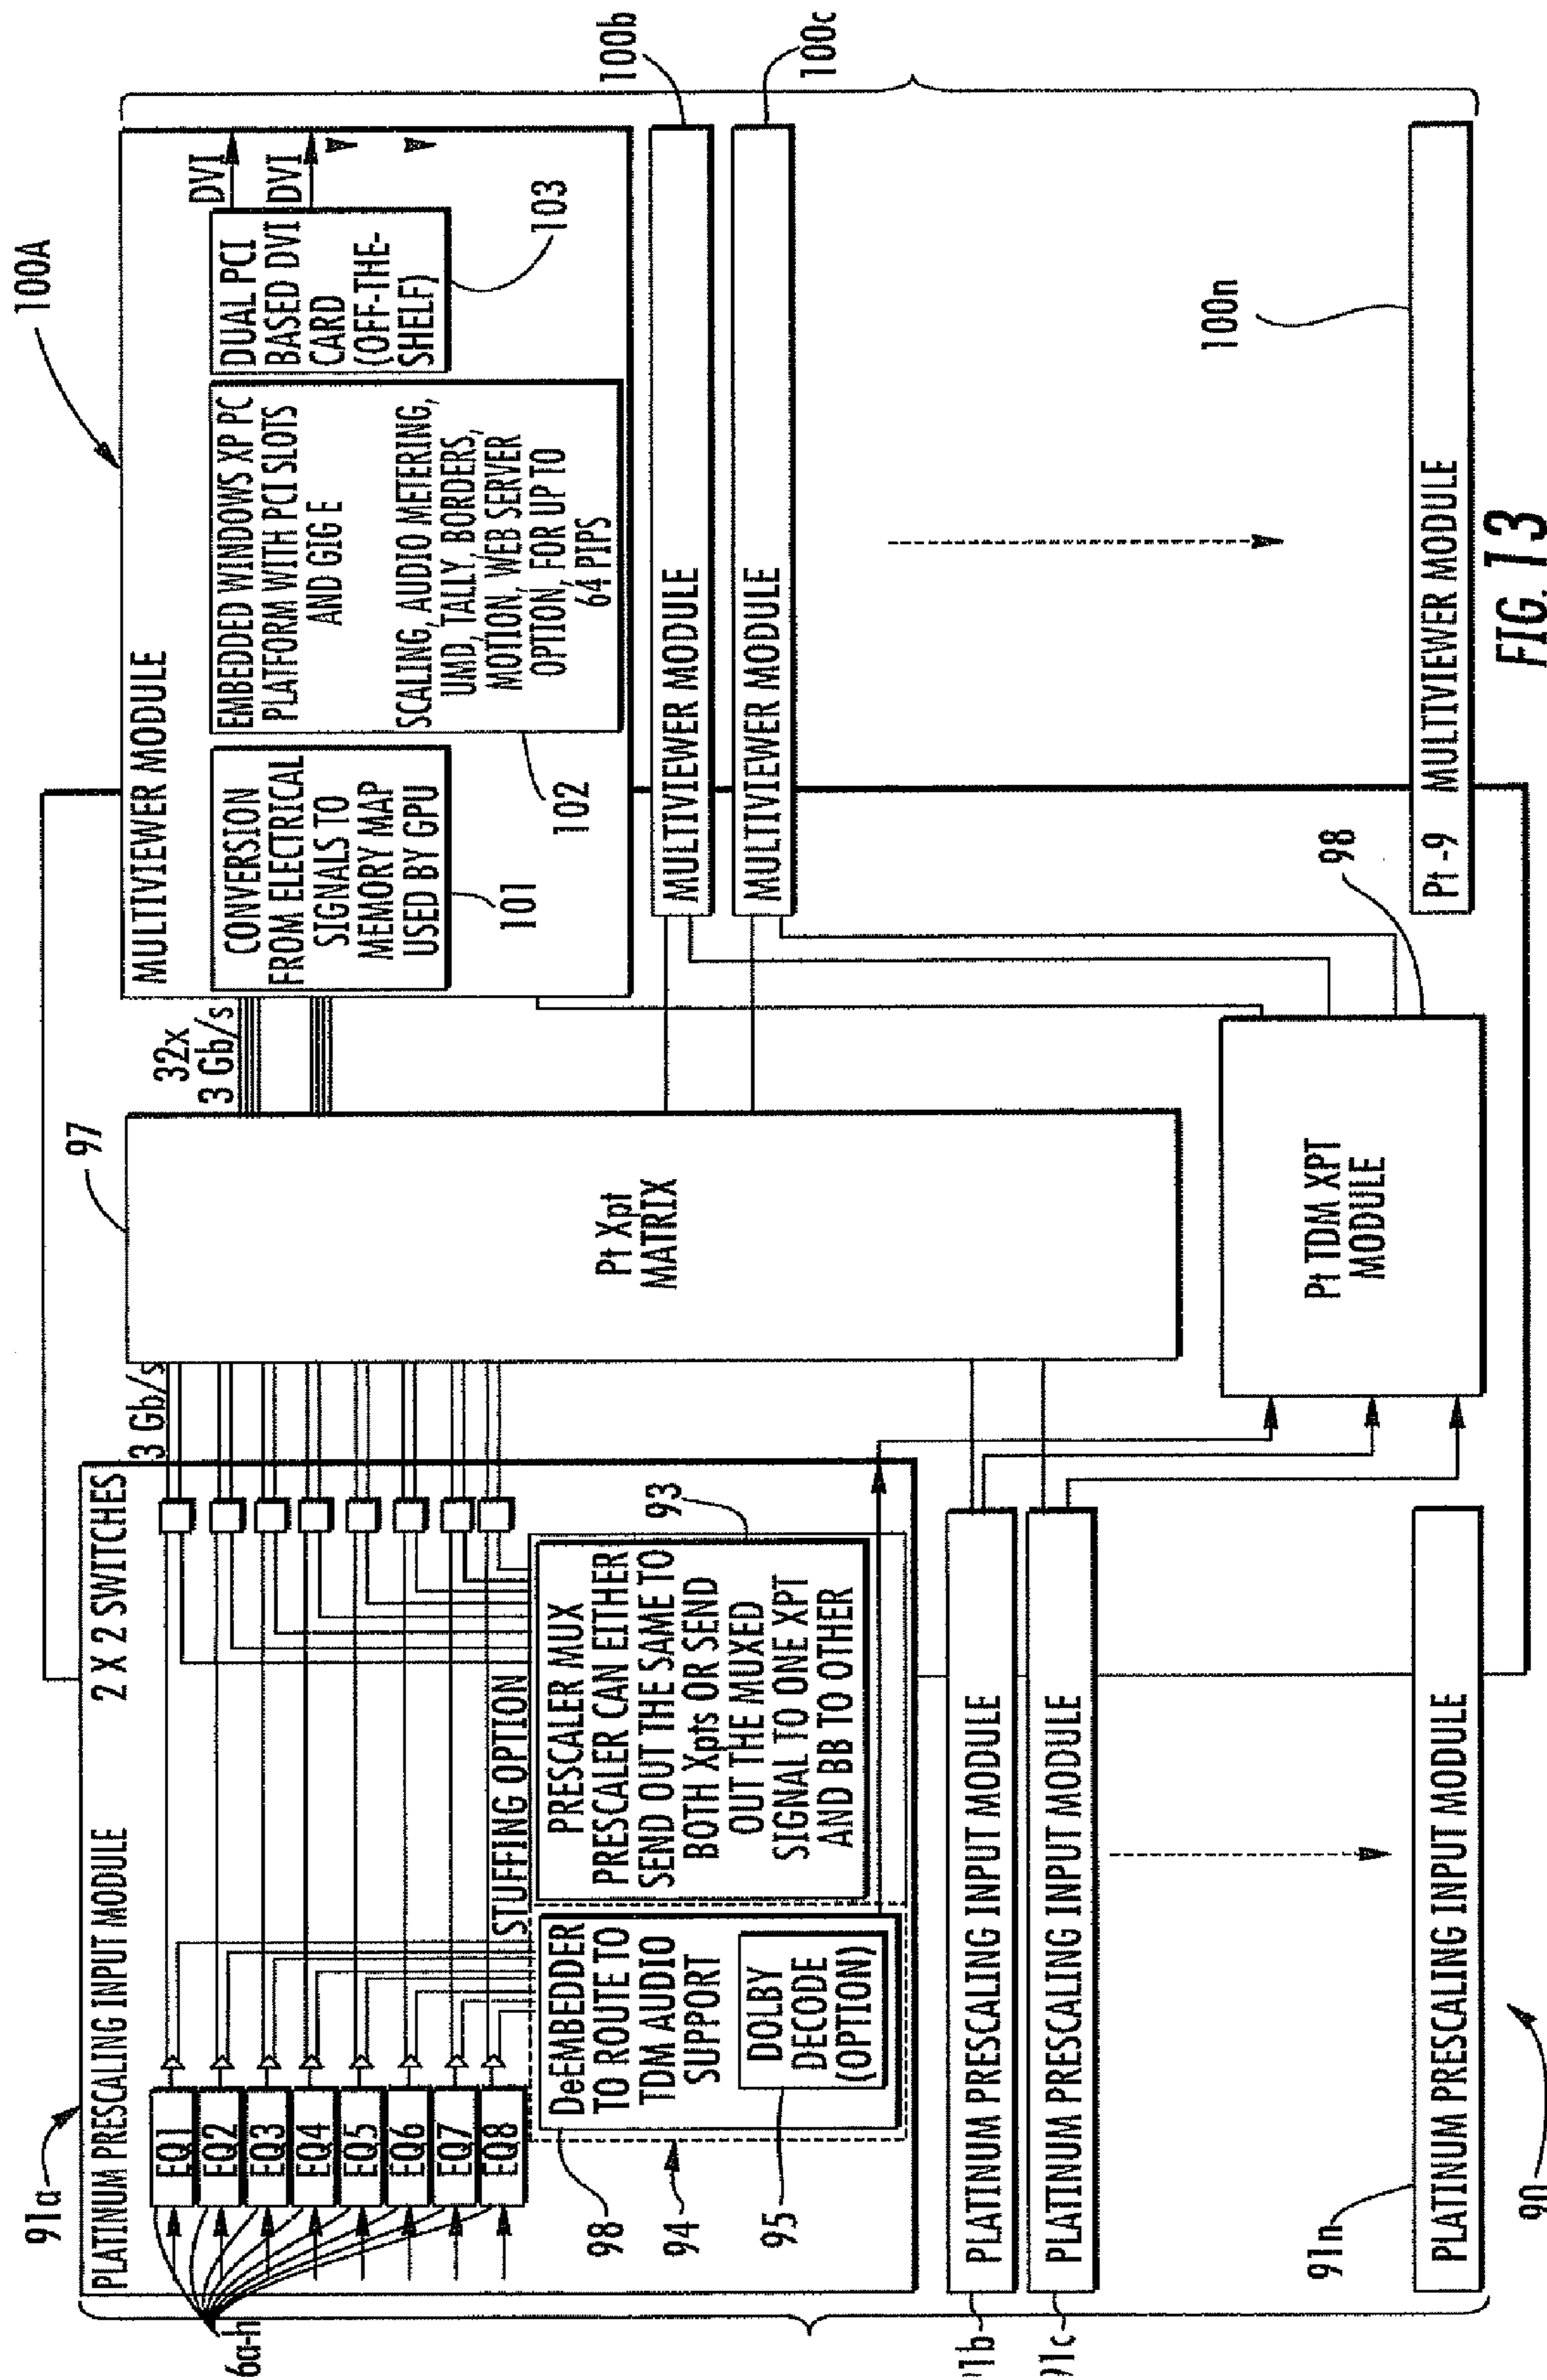 91a
PLATINUM PRESCALING INPUT MODULE
2 X 2 SWITCHES
3 Gb/s
97
32x
3 Gb/s
MULTIVIEWER MODULE
100A
EQ1
EQ2
EQ3
EQ4
EQ5
EQ6
EQ7
EQ8
6a-h
STUFFING OPTION
98
94
95
DeEMBEDDER
TO ROUTE TO
TDM AUDIO
SUPPORT
DOLBY
DECODE
(OPTION)
93
PRESCALER MUX
PRESCALER CAN EITHER
SEND OUT THE SAME TO
BOTH Xpts OR SEND
OUT THE MUXED
SIGNAL TO ONE XPT
AND BB TO OTHER
Pt Xpt
MATRIX
CONVERSION
FROM ELECTRICAL
SIGNALS TO
MEMORY MAP
USED BY GPU
101
EMBEDDED WINDOWS XP PC
PLATFORM WITH PCI SLOTS
AND GIG E
SCALING, AUDIO METERING,
UMD, TALLY, BORDERS,
MOTION, WEB SERVER
OPTION, FOR UP TO
64 PIPS
102
DUAL PCI
BASED DVI
CARD
(OFF-THE-
SHELF)
103
DVI
DVI
91b
PLATINUM PRESCALING INPUT MODULE
MULTIVIEWER MODULE
100b
91c
PLATINUM PRESCALING INPUT MODULE
MULTIVIEWER MODULE
100c
Pt TDM XPT
MODULE
98
91n
PLATINUM PRESCALING INPUT MODULE
Pt -9 MULTIVIEWER MODULE
100n
90
FIG. 13